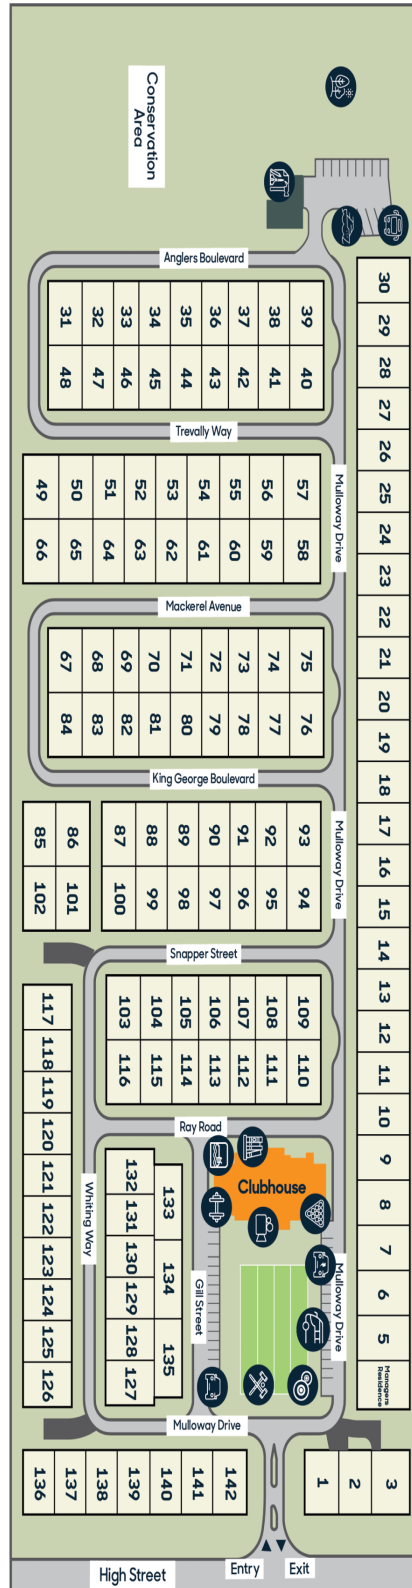 Conservation
Area
Anglers Boulevard
31 32 33 34 35 36 37 38 39
48 47 46 45 44 43 42 41 40
Trevally Way
49 50 51 52 53 54 55 56 57
66 65 64 63 62 61 60 59 58
Mulloway Drive
Mackerel Avenue
67 68 69 70 71 72 73 74 75
84 83 82 81 80 79 78 77 76
King George Boulevard
85 86 87 88 89 90 91 92 93
102 101 100 99 98 97 96 95 94
Mulloway Drive
Snapper Street
103 104 105 106 107 108 109
116 115 114 113 112 111 110
Ray Road
30
29
28
27
26
25
24
23
22
21
20
19
18
17
16
15
14
13
12
11
10
9
8
7
6
5
Managers
Residence
117
118
119
120
121
122
123
124
125
126
Whiting Way
132
131
130
129
128
127
133
134
135
Gill Street
Clubhouse
Mulloway Drive
Mulloway Drive
136 137 138 139 140 141 142
1 2 3
Entry
Exit
High Street